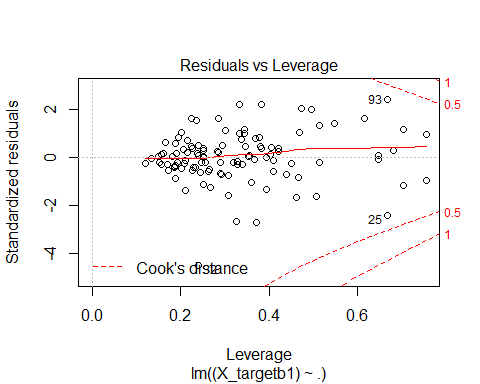 Residuals vs Leverage
Standardized residuals
2
0
-2
-4
1
0.5
0.5
1
93
25
Cook's distance
0.0 0.2 0.4 0.6
Leverage
lm((X_targetb1) ~ .)